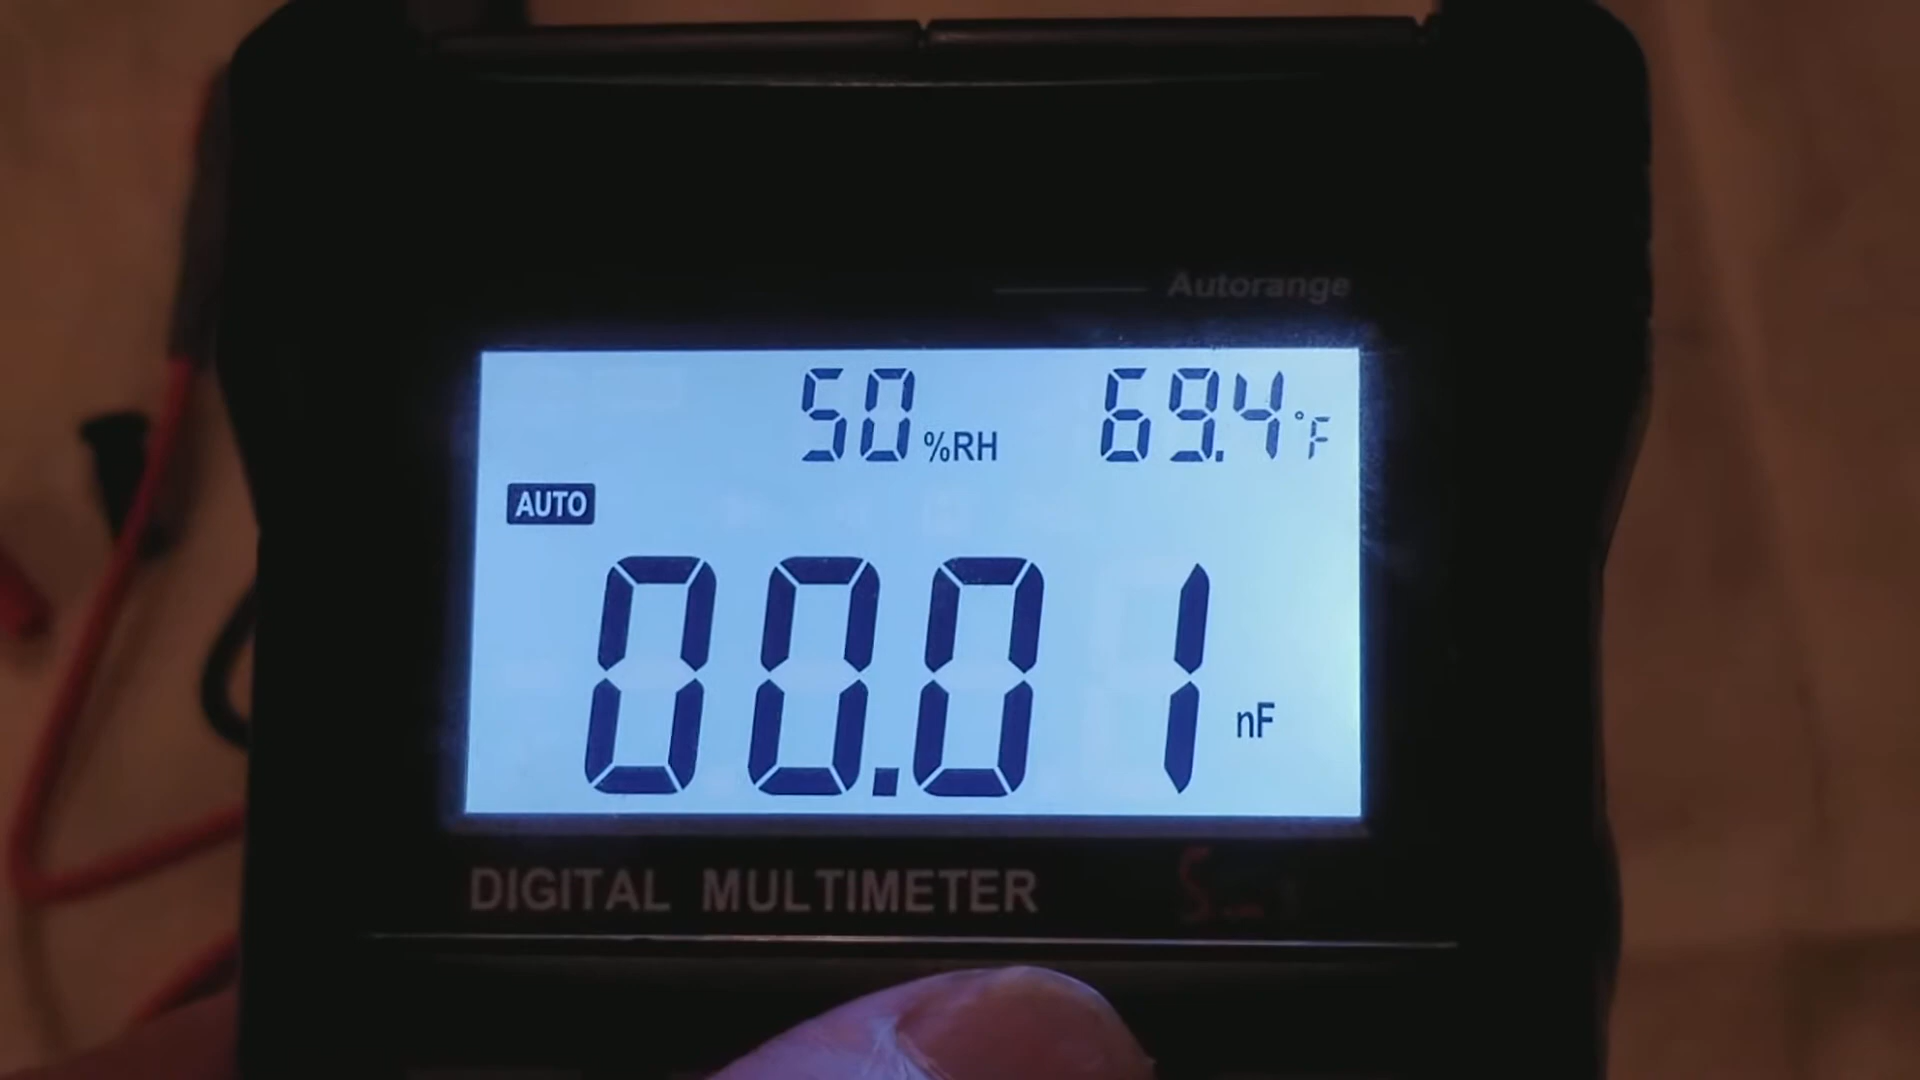 Autorange
50 %RH 69.4 °F
AUTO
00.01 nF
DIGITAL MULTIMETER